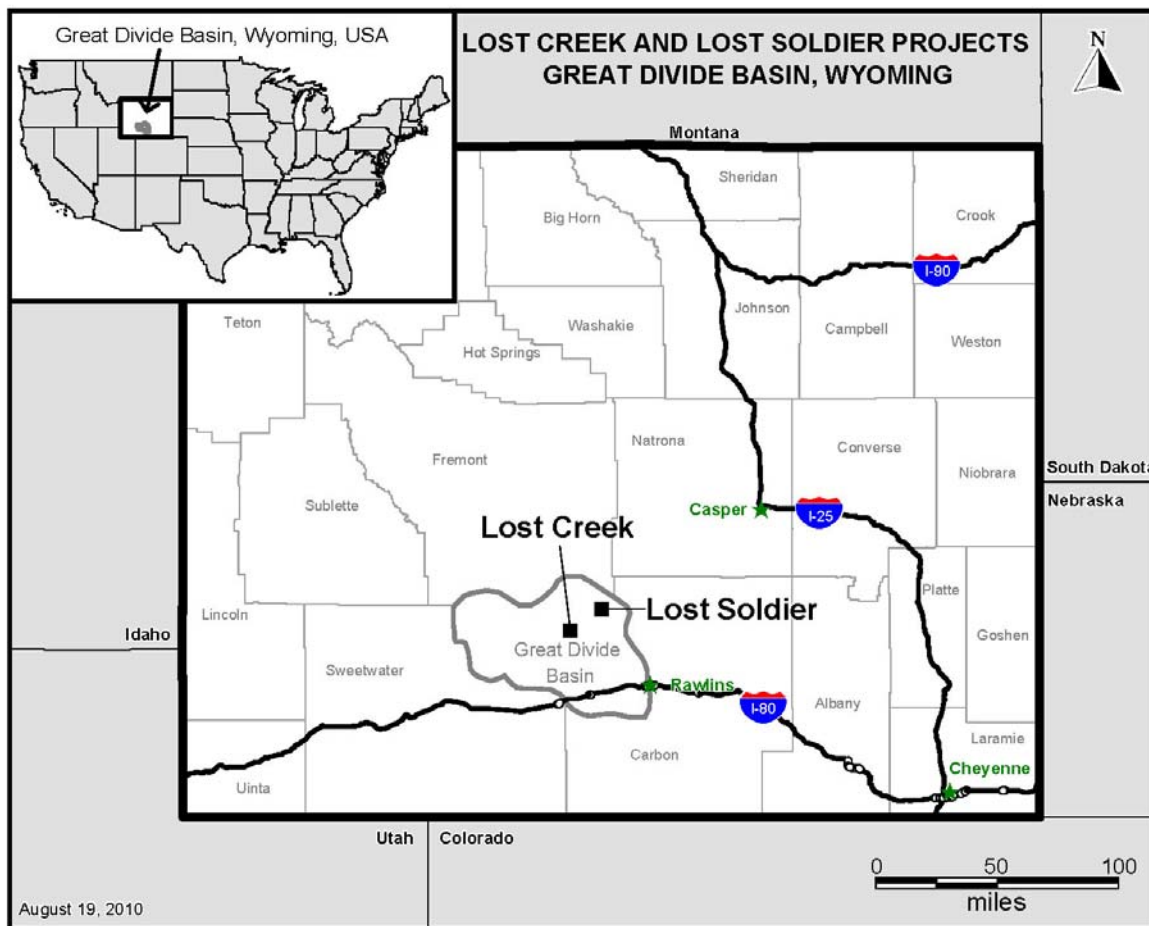 Great Divide Basin, Wyoming, USA
LOST CREEK AND LOST SOLDIER PROJECTS
GREAT DIVIDE BASIN, WYOMING
N
Montana
Sheridan
Big Horn
Crook
I-90
Teton
Johnson
Washakie
Campbell
Hot Springs
Weston
Natrona
Converse
Fremont
Niobrara
South Dakota
Sublette
Nebraska
Casper
I-25
Lost Creek
Platte
Lost Soldier
Lincoln
Goshen
Idaho
Great Divide
Basin
Sweetwater
Rawlins
I-80
Albany
Laramie
Carbon
Cheyenne
Uinta
Utah
Colorado
0 50 100
miles
August 19, 2010